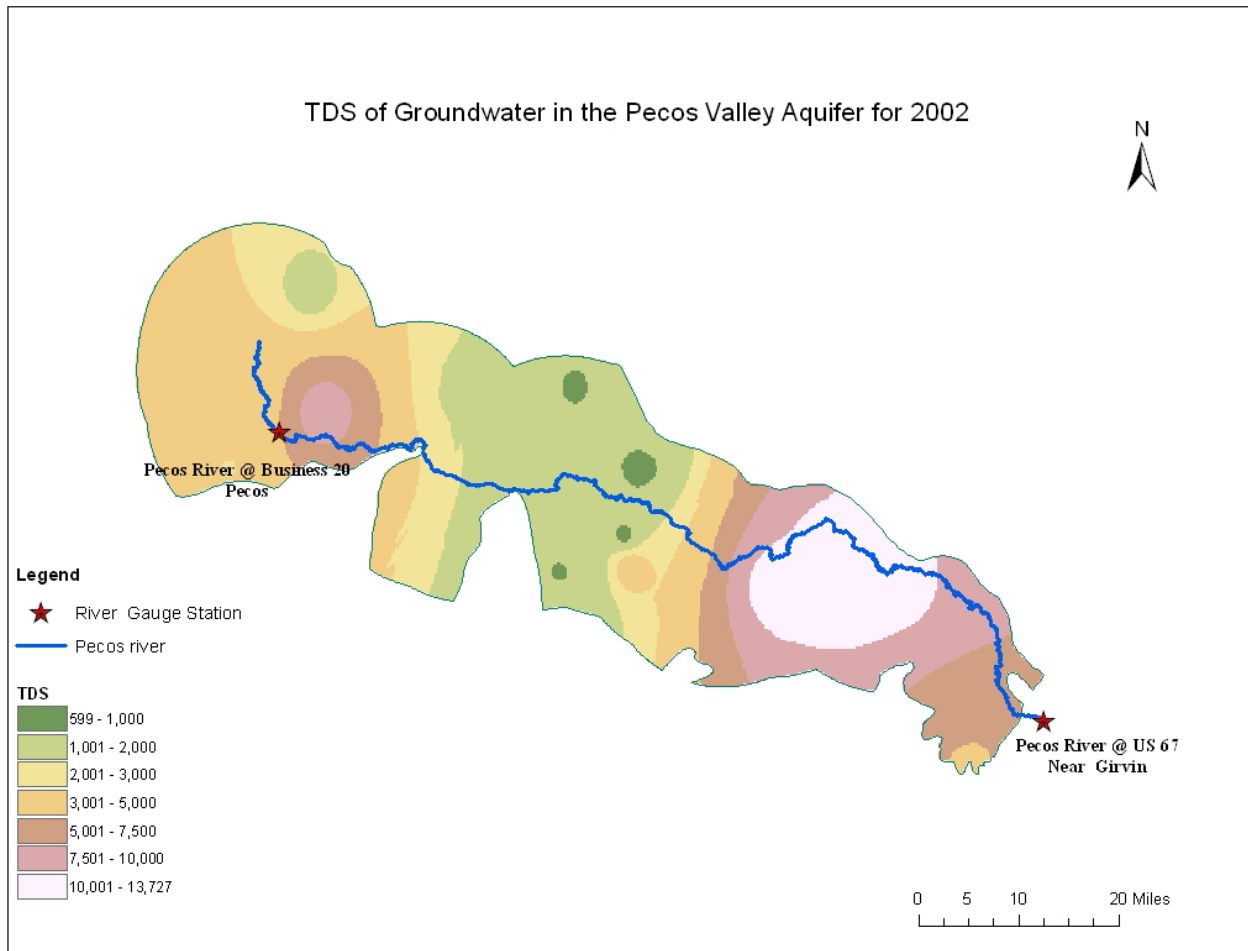 TDS of Groundwater in the Pecos Valley Aquifer for 2002
N
Pecos River @ Business 20
Pecos
Legend
River Gauge Station
Pecos river
Pecos River @ US 67
Near Girvin
TDS
599 - 1,000
1,001 - 2,000
2,001 - 3,000
3,001 - 5,000
5,001 - 7,500
7,501 - 10,000
10,001 - 13,727
0 5 10 20 Miles